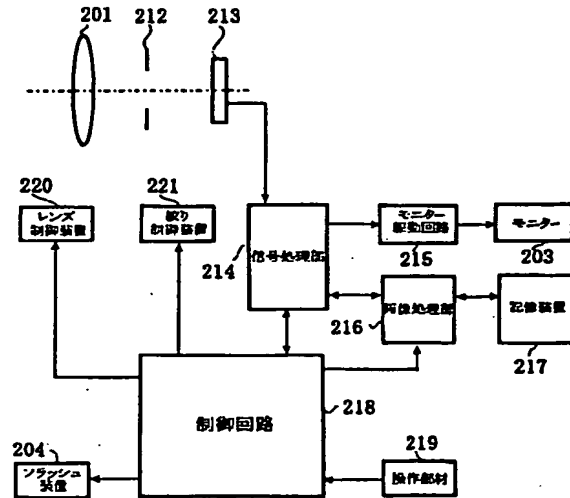 201
212
213
220
レンズ
制御装置
221
絞り
制御装置
214
信号処理部
モニター
駆動回路
215
モニター
203
216
画像処理部
記憶装置
217
制御回路
218
204
フラッシュ
装置
219
操作部材